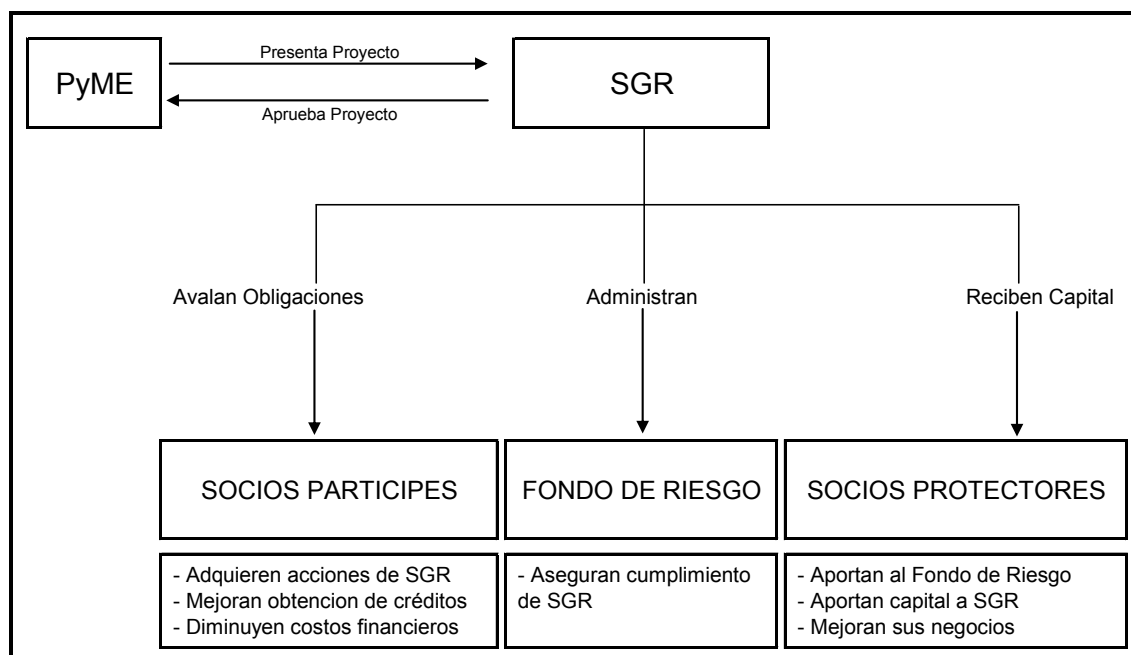 Presenta Proyecto
PyME
SGR
Aprueba Proyecto
Avalan Obligaciones
Administran
Reciben Capital
SOCIOS PARTICIPES
FONDO DE RIESGO
SOCIOS PROTECTORES
- Adquieren acciones de SGR
- Mejoran obtencion de créditos
- Diminuyen costos financieros
- Aseguran cumplimiento
de SGR
- Aportan al Fondo de Riesgo
- Aportan capital a SGR
- Mejoran sus negocios